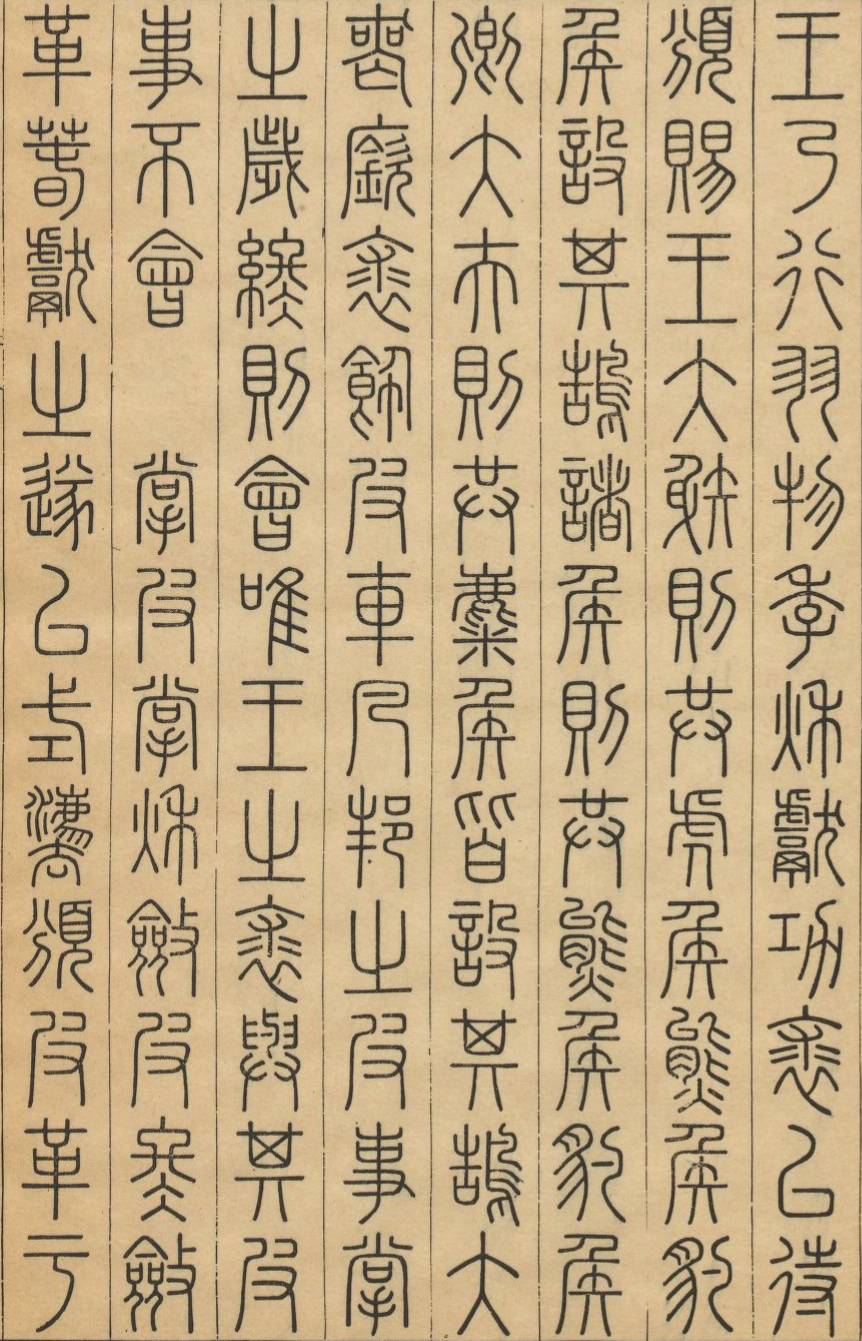 王乃行羽物季秋獻功裘以待
頒賜王大射則共虎侯熊侯豹
侯設其鵠諸侯則共熊侯豹侯
卿大夫則共麋侯皆設其鵠大
喪廞裘飾皮車凡邦之皮事掌
之歲終則會唯王之裘與其皮
事不會　掌皮掌秋斂皮冬斂
革春獻之遂以式灋頒皮革于